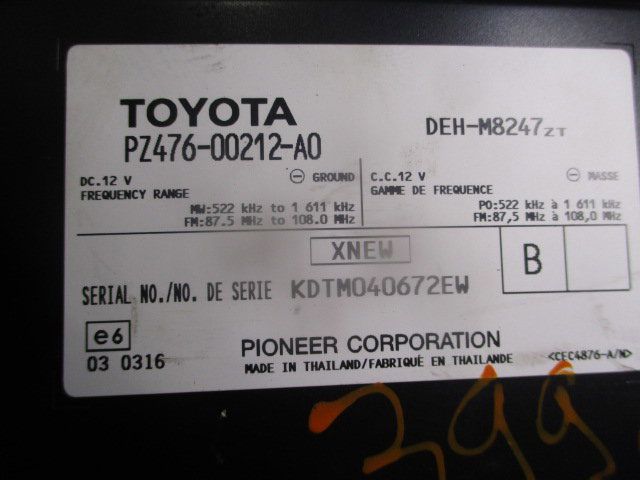 TOYOTA
PZ476-00212-A0
DEH-M8247ZT
DC.12 V
⊖ GROUND
FREQUENCY RANGE
MW:522 kHz to 1 611 kHz
FM:87.5 MHz to 108.0 MHz
C.C.12 V
⊖ MASSE
GAMME DE FREQUENCE
PO:522 kHz à 1 611 kHz
FM:87,5 MHz à 108,0 MHz
XNEW
B
SERIAL NO./NO. DE SERIE KDTM040672EW
e6
03 0316
PIONEER CORPORATION
MADE IN THAILAND/FABRIQUÉ EN THAILANDE
<CFC4876-A/N>
399